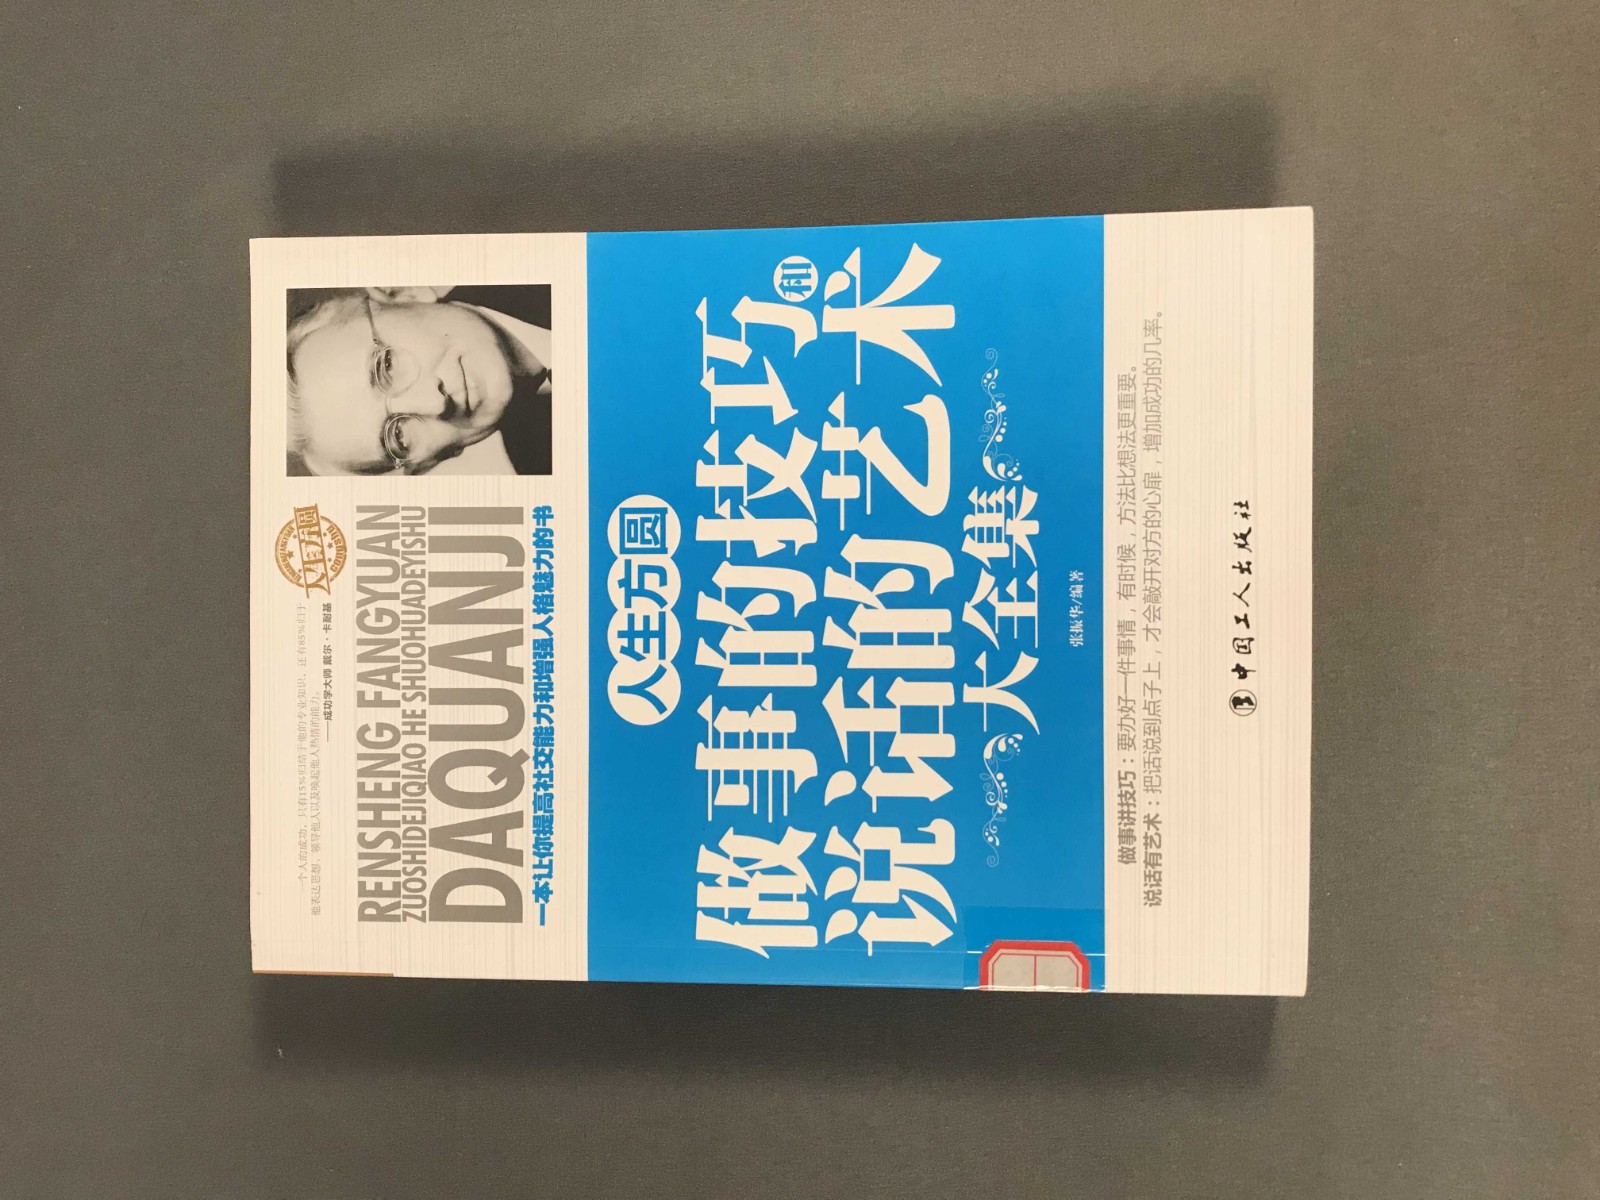 一个人的成功，只有15%归结于他的专业知识，还有85%归于
他表达思想、领导他人以及唤起他人热情的能力。
——成功学大师 戴尔·卡耐基
人生方圆
RENSHENG FANGYUAN
ZUOSHIDEJIQIAO HE SHUOHUADEYISHU
DAQUANJI
一本让你提高社交能力和增强人格魅力的书
人生方圆
做事的技巧和
说话的艺术
大全集
张振华/编著
做事讲技巧：要办好一件事情，有时候，方法比想法更重要。
说话有艺术：把话说到点子上，才会敲开对方的心扉，增加成功的几率。
中国工人出版社